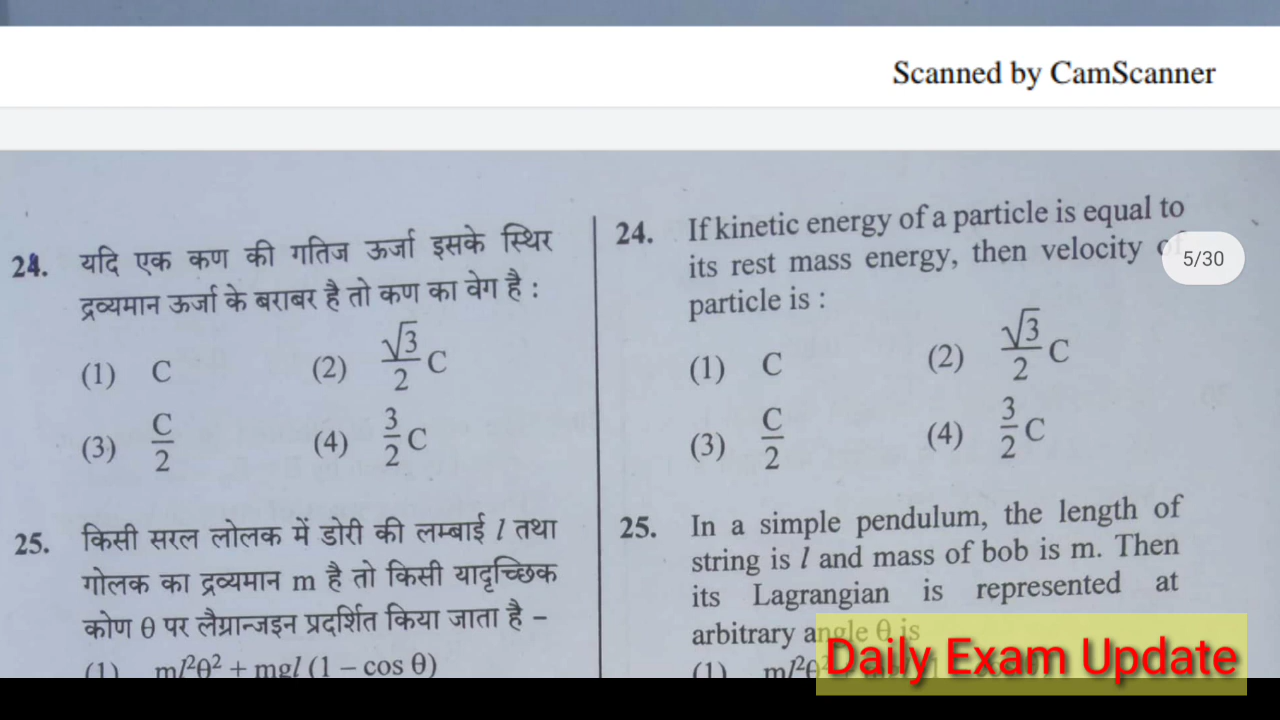 Scanned by CamScanner
5/30
24. यदि एक कण की गतिज ऊर्जा इसके स्थिर
द्रव्यमान ऊर्जा के बराबर है तो कण का वेग है :
(1) C (2) √3/2 C
(3) C/2 (4) 3/2 C
25. किसी सरल लोलक में डोरी की लम्बाई l तथा
गोलक का द्रव्यमान m है तो किसी यादृच्छिक
कोण θ पर लैग्रान्जइन प्रदर्शित किया जाता है –
(1) ml²θ² + mgl (1 – cos θ)
24. If kinetic energy of a particle is equal to
its rest mass energy, then velocity of
particle is :
(1) C (2) √3/2 C
(3) C/2 (4) 3/2 C
25. In a simple pendulum, the length of
string is l and mass of bob is m. Then
its Lagrangian is represented at
arbitrary angle θ is
(1) ml²θ²
Daily Exam Update